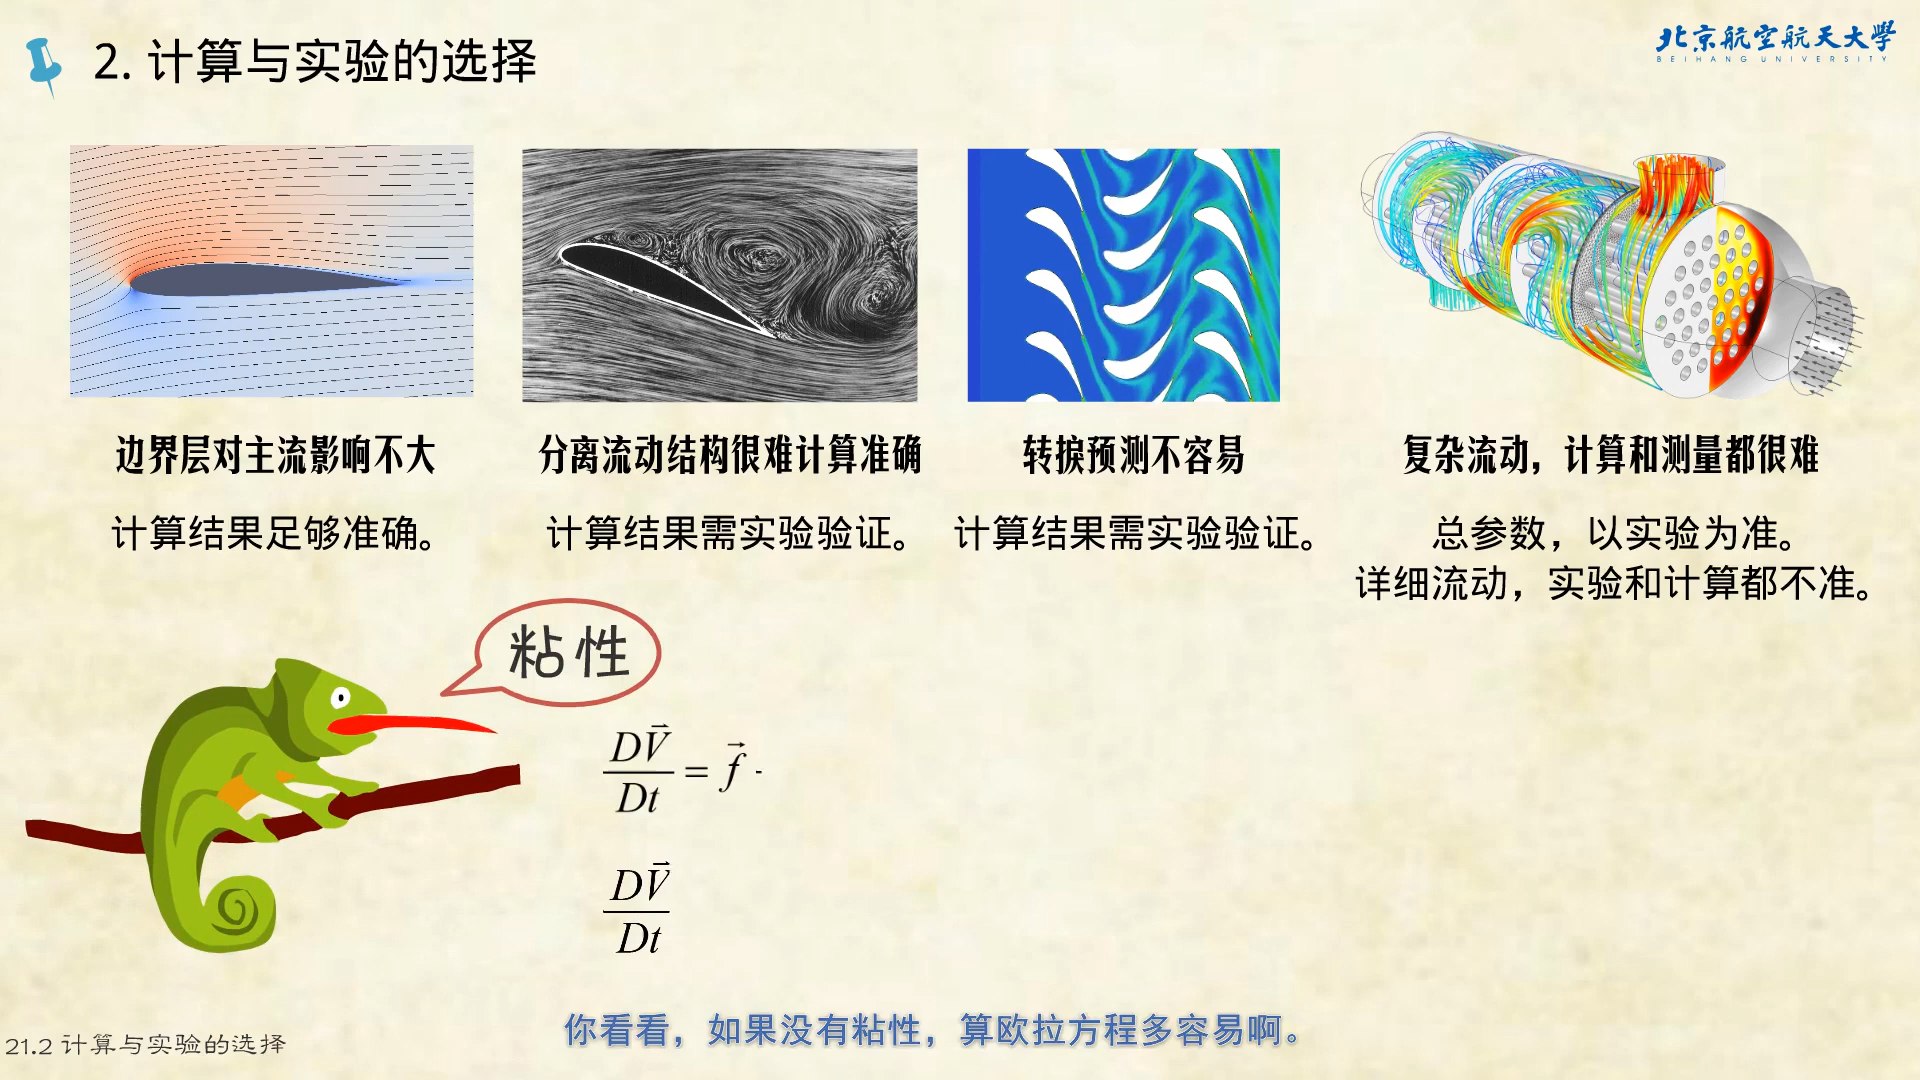 2. 计算与实验的选择
北京航空航天大学
BEIHANG UNIVERSITY
边界层对主流影响不大
分离流动结构很难计算准确
转捩预测不容易
复杂流动，计算和测量都很难
计算结果足够准确。
计算结果需实验验证。
计算结果需实验验证。
总参数，以实验为准。
详细流动，实验和计算都不准。
粘性
DV⃗/Dt = f⃗ -
DV⃗/Dt
你看看，如果没有粘性，算欧拉方程多容易啊。
21.2 计算与实验的选择